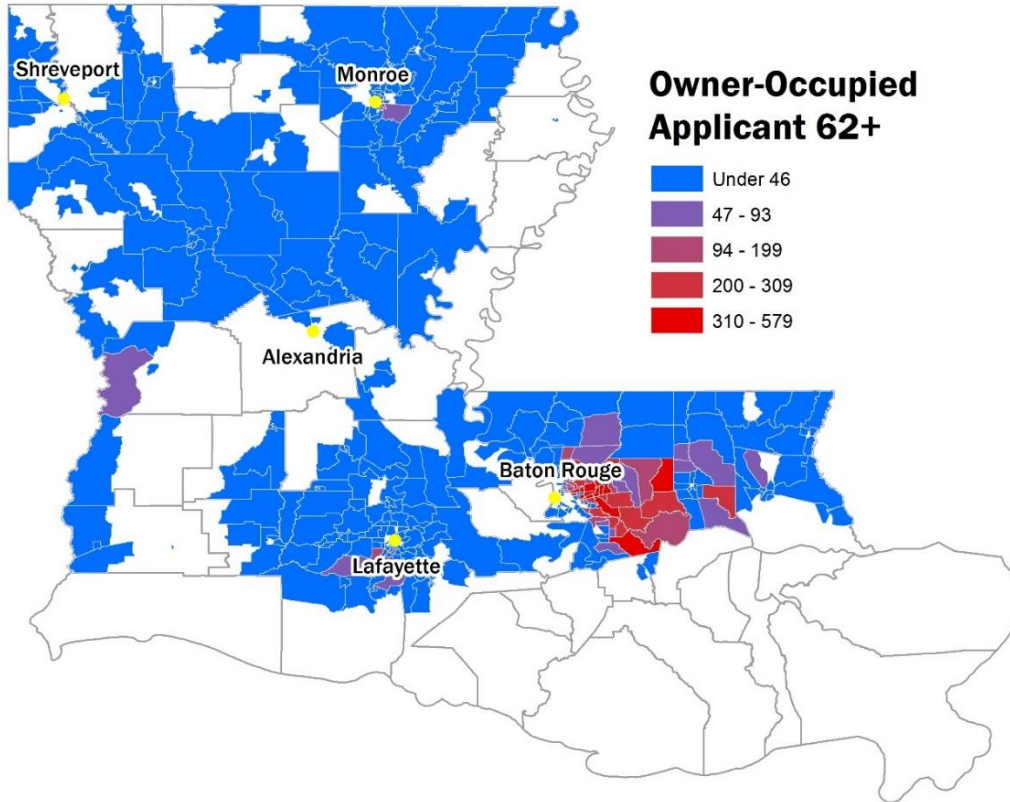 Shreveport
Monroe
Owner-Occupied
Applicant 62+
Under 46
47 - 93
94 - 199
200 - 309
310 - 579
Alexandria
Baton Rouge
Lafayette